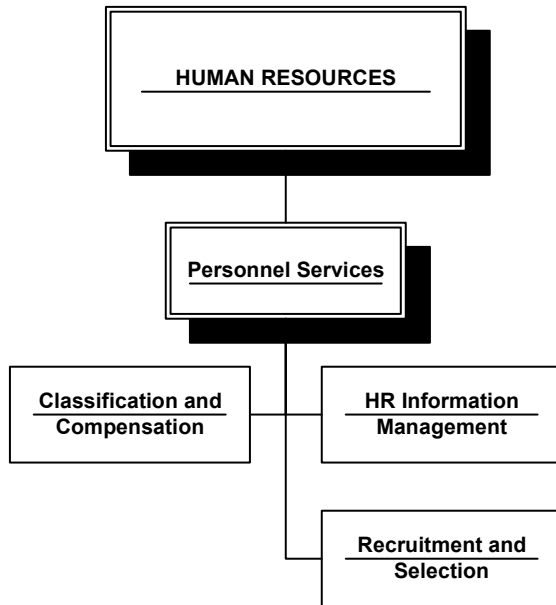 HUMAN RESOURCES
Personnel Services
Classification and
Compensation
HR Information
Management
Recruitment and
Selection